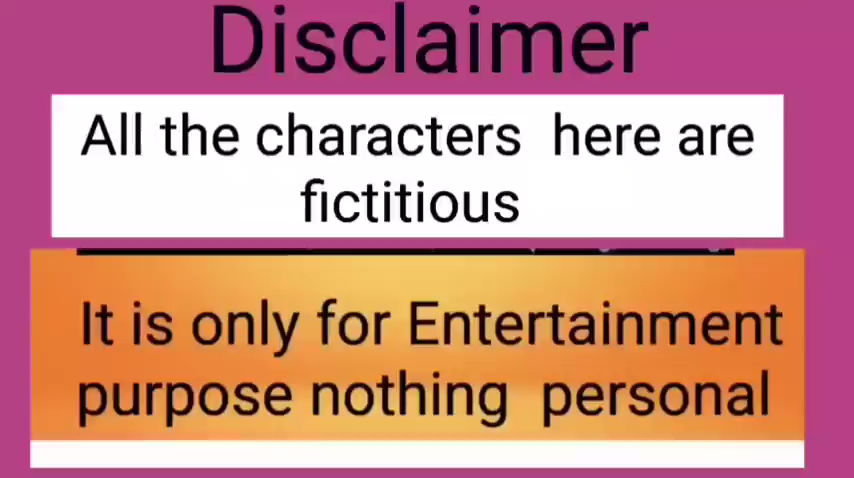 Disclaimer
All the characters here are
fictitious
It is only for Entertainment
purpose nothing personal